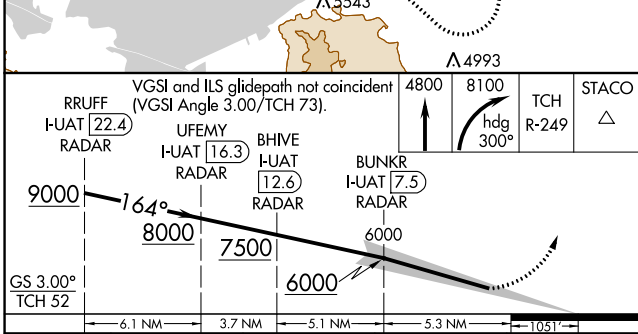 5543
4993
VGSI and ILS glidepath not coincident
(VGSI Angle 3.00/TCH 73).
4800
8100
hdg
300°
TCH
R-249
STACO
RRUFF
I-UAT 22.4
RADAR
UFEMY
I-UAT 16.3
RADAR
BHIVE
I-UAT
12.6
RADAR
BUNKR
I-UAT 7.5
RADAR
9000
164°
8000
7500
6000
6000
GS 3.00°
TCH 52
6.1 NM
3.7 NM
5.1 NM
5.3 NM
1051'